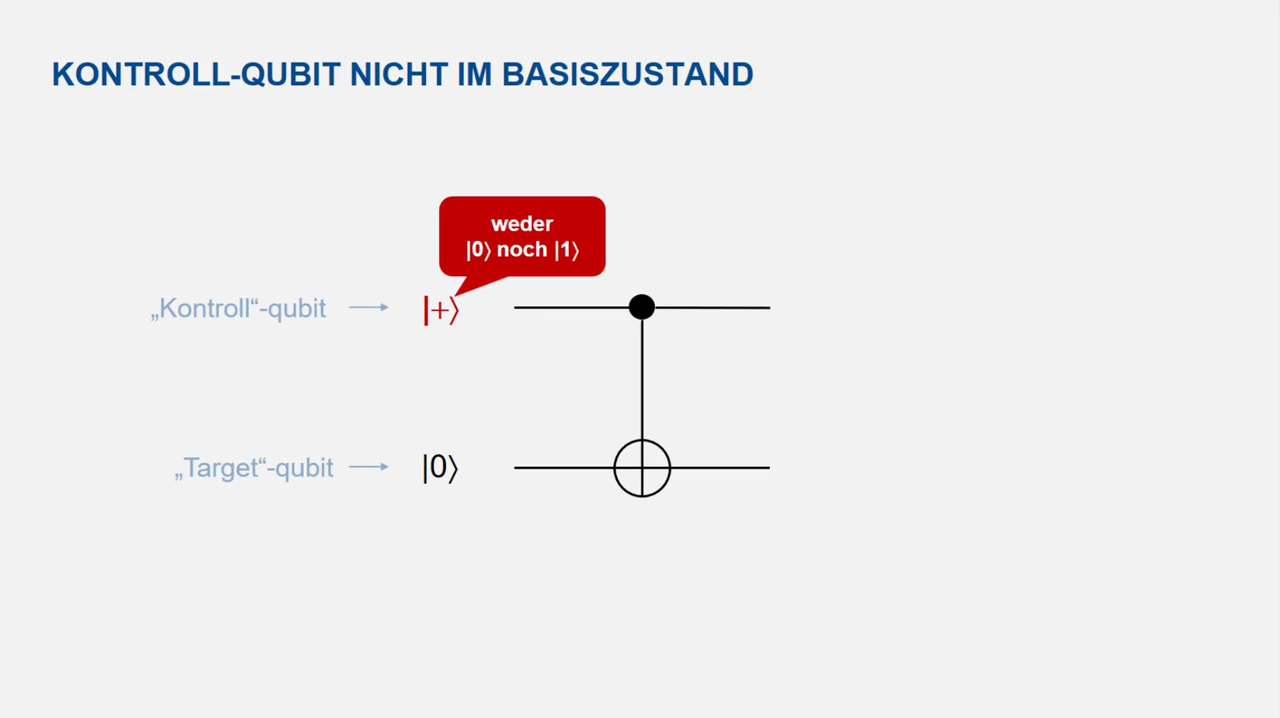 KONTROLL-QUBIT NICHT IM BASISZUSTAND
weder
|0⟩ noch |1⟩
„Kontroll“-qubit → |+⟩
„Target“-qubit → |0⟩